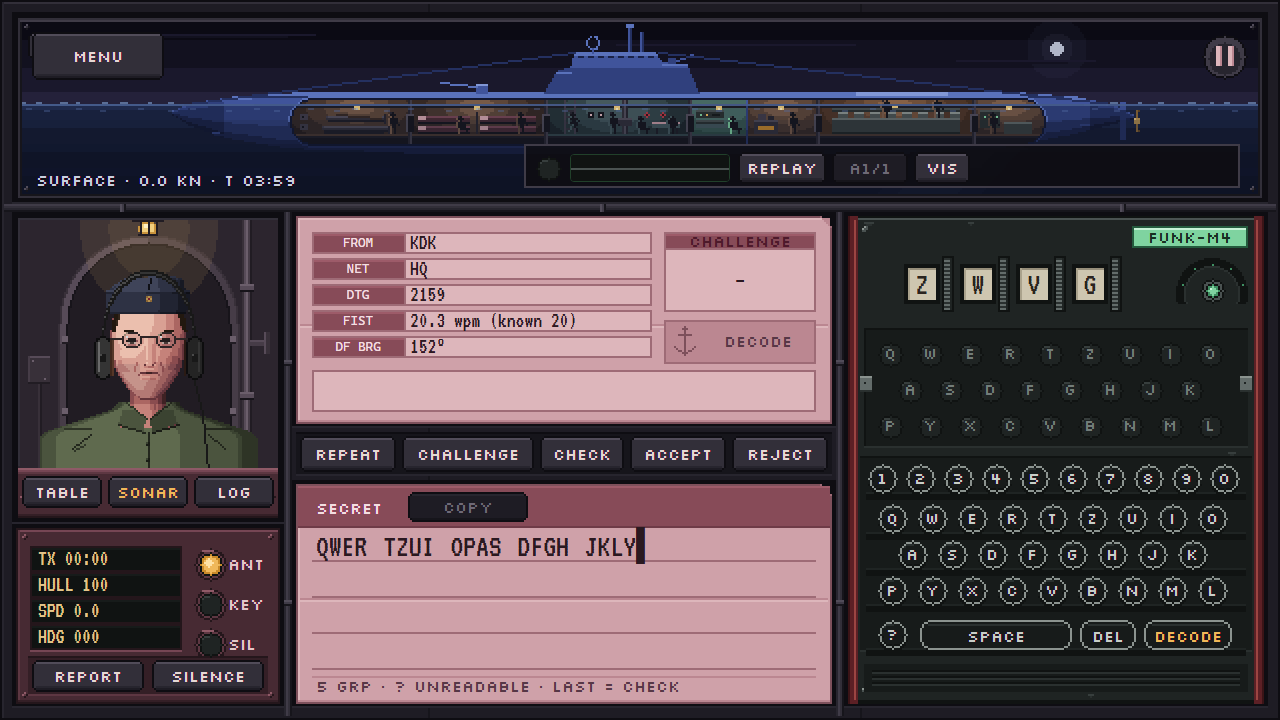 MENU
SURFACE · 0.0 KN · T 03:59
REPLAY A1/1 VIS
TABLE SONAR LOG
TX 00:00
HULL 100
SPD 0.0
HDG 000
ANT
KEY
SIL
REPORT SILENCE
FROM KDK
NET HQ
DTG 2159
FIST 20.3 wpm (known 20)
DF BRG 152°
CHALLENGE
-
DECODE
REPEAT CHALLENGE CHECK ACCEPT REJECT
SECRET COPY
QWER TZUI OPAS DFGH JKLY
5 GRP · ? UNREADABLE · LAST = CHECK
FUNK-M4
Z W V G
Q W E R T Z U I O
A S D F G H J K
P Y X C V B N M L
1 2 3 4 5 6 7 8 9 0
Q W E R T Z U I O
A S D F G H J K
P Y X C V B N M L
? SPACE DEL DECODE